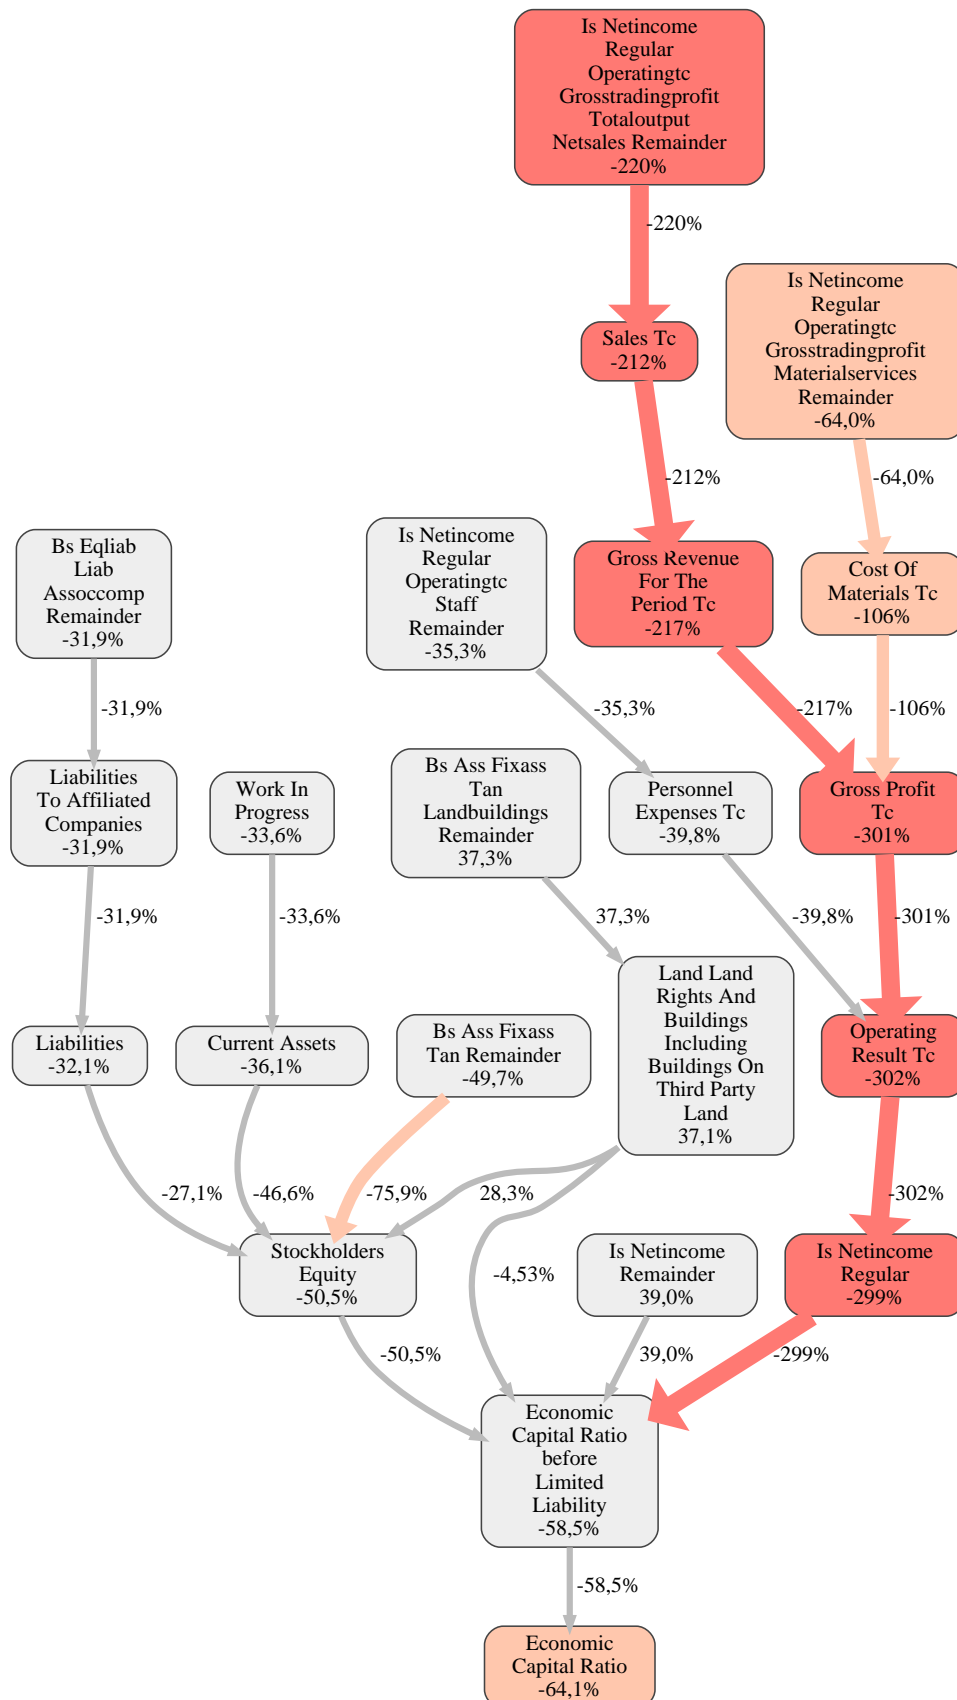 Is Netincome
Regular
Operatingtc
Grosstradingprofit
Totaloutput
Netsales Remainder
-220%
-220%
Is Netincome
Regular
Operatingtc
Grosstradingprofit
Materialservices
Remainder
-64,0%
Sales Tc
-212%
-212%
-64,0%
Bs Eqliab
Liab
Assoccomp
Remainder
-31,9%
Is Netincome
Regular
Operatingtc
Staff
Remainder
-35,3%
Gross Revenue
For The
Period Tc
-217%
Cost Of
Materials Tc
-106%
-31,9%
-35,3%
-217%
-106%
Liabilities
To Affiliated
Companies
-31,9%
Work In
Progress
-33,6%
Bs Ass Fixass
Tan
Landbuildings
Remainder
37,3%
Personnel
Expenses Tc
-39,8%
Gross Profit
Tc
-301%
-31,9%
-33,6%
37,3%
-39,8%
-301%
Liabilities
-32,1%
Current Assets
-36,1%
Bs Ass Fixass
Tan Remainder
-49,7%
Land Land
Rights And
Buildings
Including
Buildings On
Third Party
Land
37,1%
Operating
Result Tc
-302%
-27,1%
-46,6%
-75,9%
28,3%
-302%
Stockholders
Equity
-50,5%
-4,53%
Is Netincome
Remainder
39,0%
Is Netincome
Regular
-299%
-50,5%
39,0%
-299%
Economic
Capital Ratio
before
Limited
Liability
-58,5%
-58,5%
Economic
Capital Ratio
-64,1%